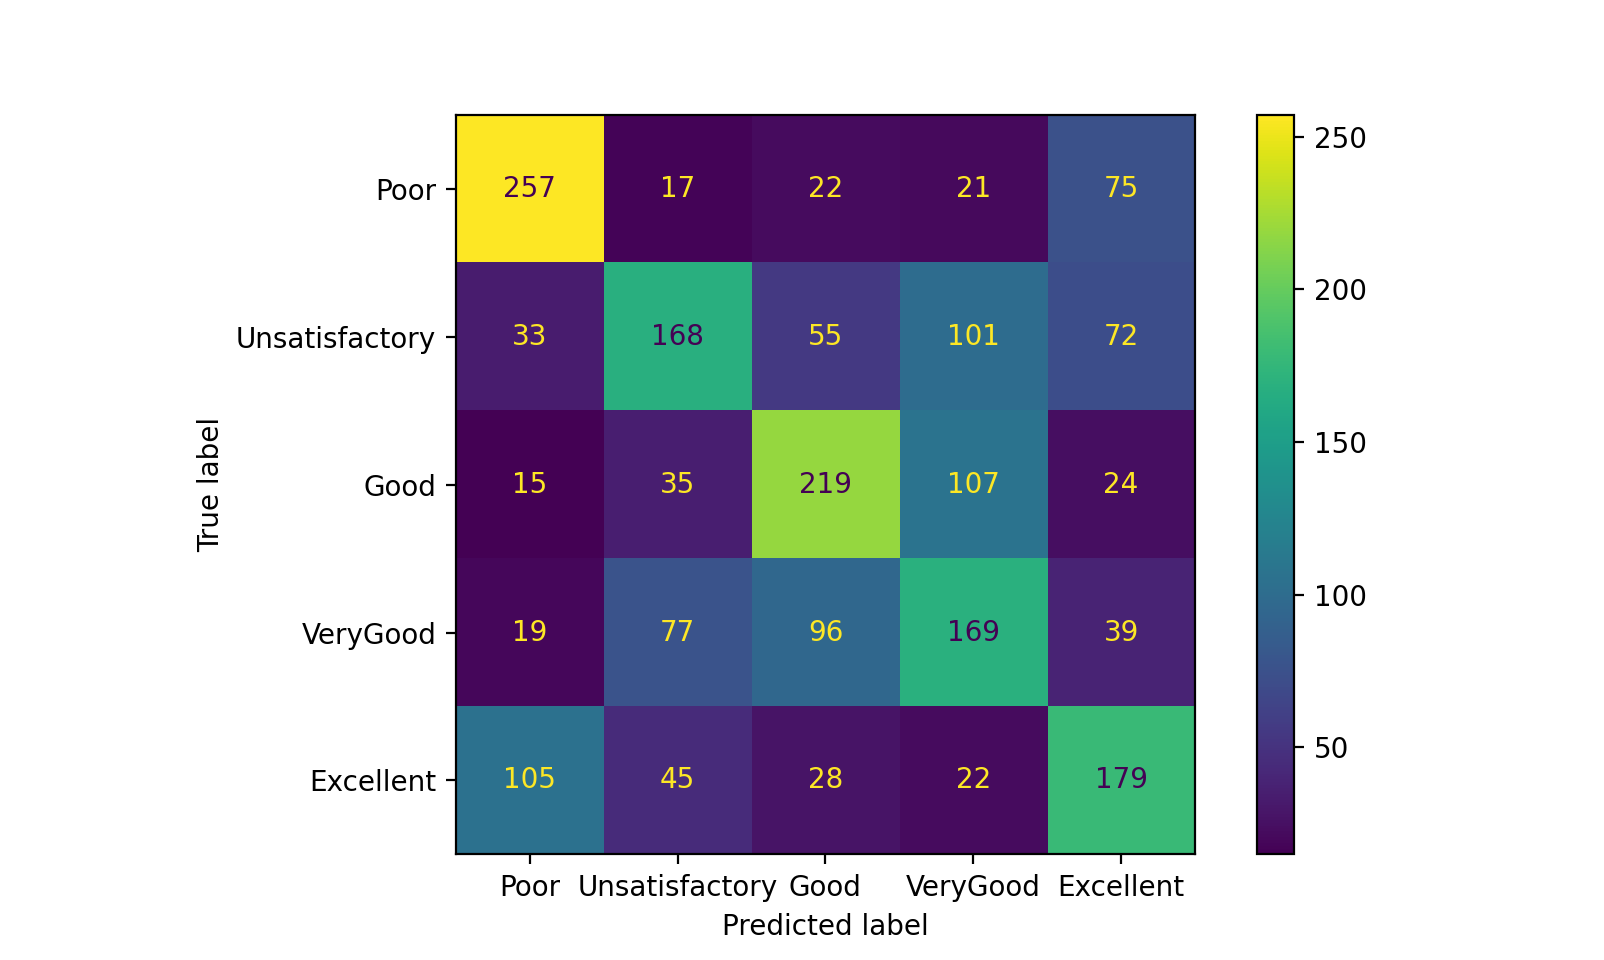 Poor 257 17 22 21 75
Unsatisfactory 33 168 55 101 72
Good 15 35 219 107 24
VeryGood 19 77 96 169 39
Excellent 105 45 28 22 179
True label
Poor Unsatisfactory Good VeryGood Excellent
Predicted label
250
200
150
100
50